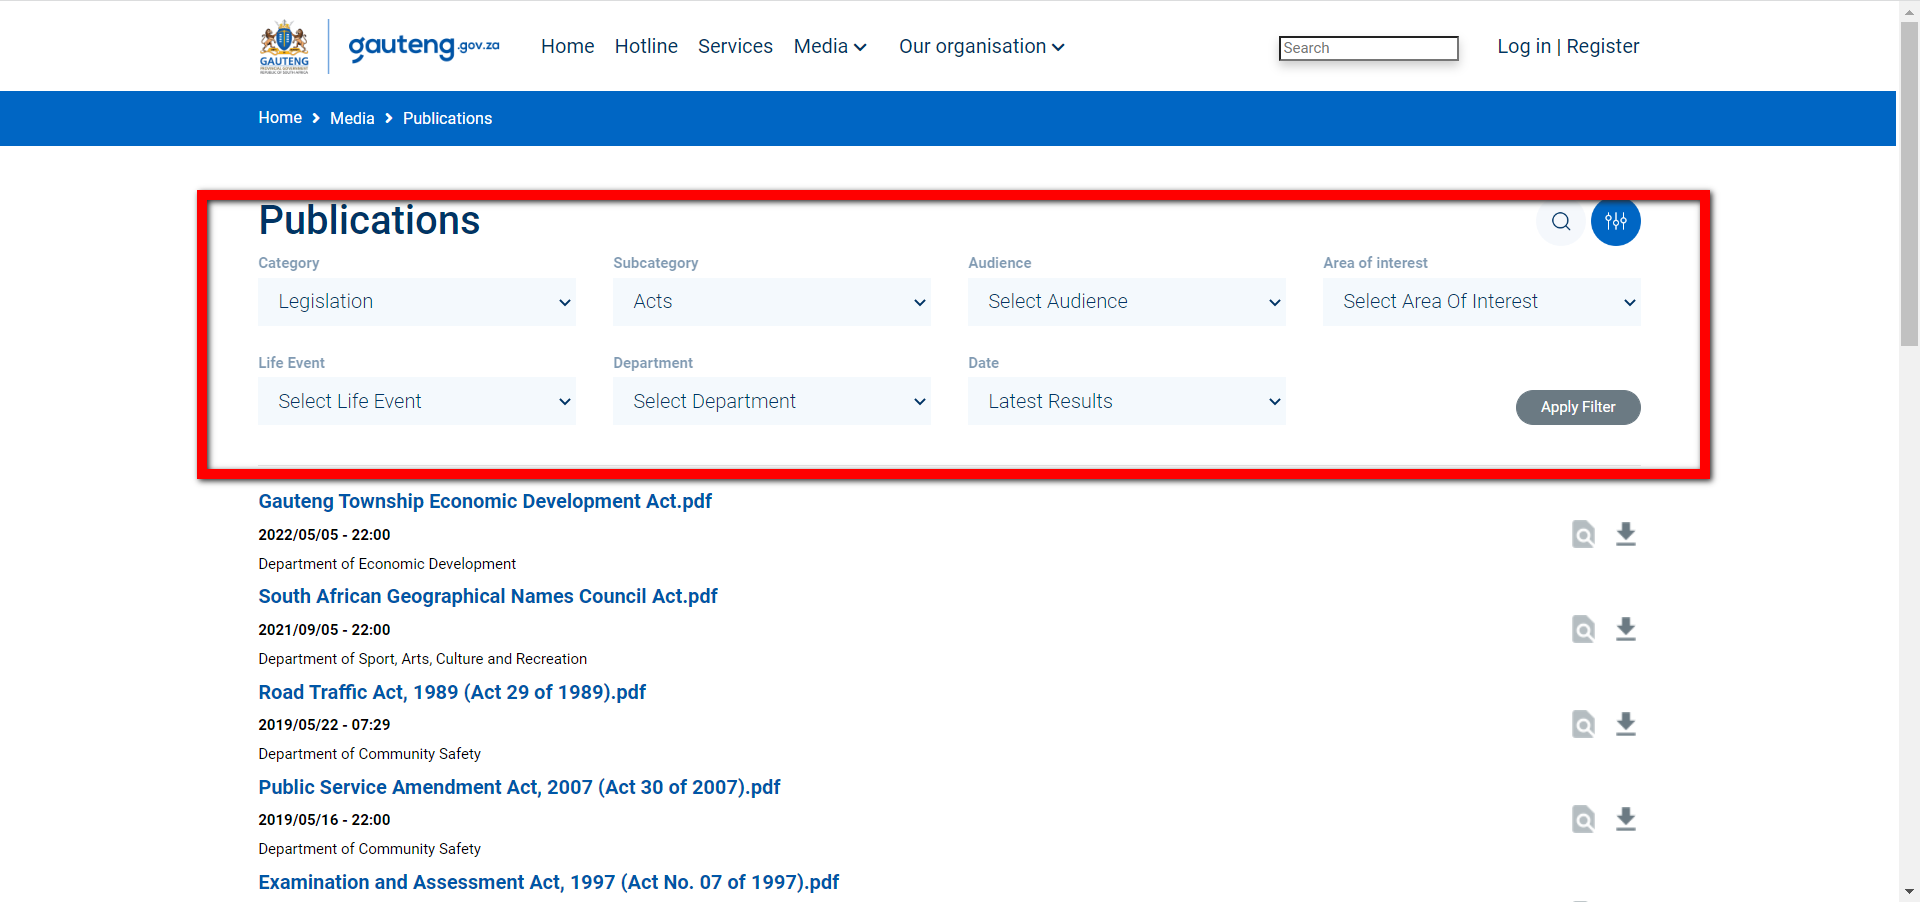 GAUTENG
PROVINCIAL GOVERNMENT
REPUBLIC OF SOUTH AFRICA
gauteng.gov.za
Home Hotline Services Media Our organisation
Search
Log in | Register
Home Media Publications
Publications
Category Subcategory Audience Area of interest
Legislation Acts Select Audience Select Area Of Interest
Life Event Department Date
Select Life Event Select Department Latest Results Apply Filter
Gauteng Township Economic Development Act.pdf
2022/05/05 - 22:00
Department of Economic Development
South African Geographical Names Council Act.pdf
2021/09/05 - 22:00
Department of Sport, Arts, Culture and Recreation
Road Traffic Act, 1989 (Act 29 of 1989).pdf
2019/05/22 - 07:29
Department of Community Safety
Public Service Amendment Act, 2007 (Act 30 of 2007).pdf
2019/05/16 - 22:00
Department of Community Safety
Examination and Assessment Act, 1997 (Act No. 07 of 1997).pdf